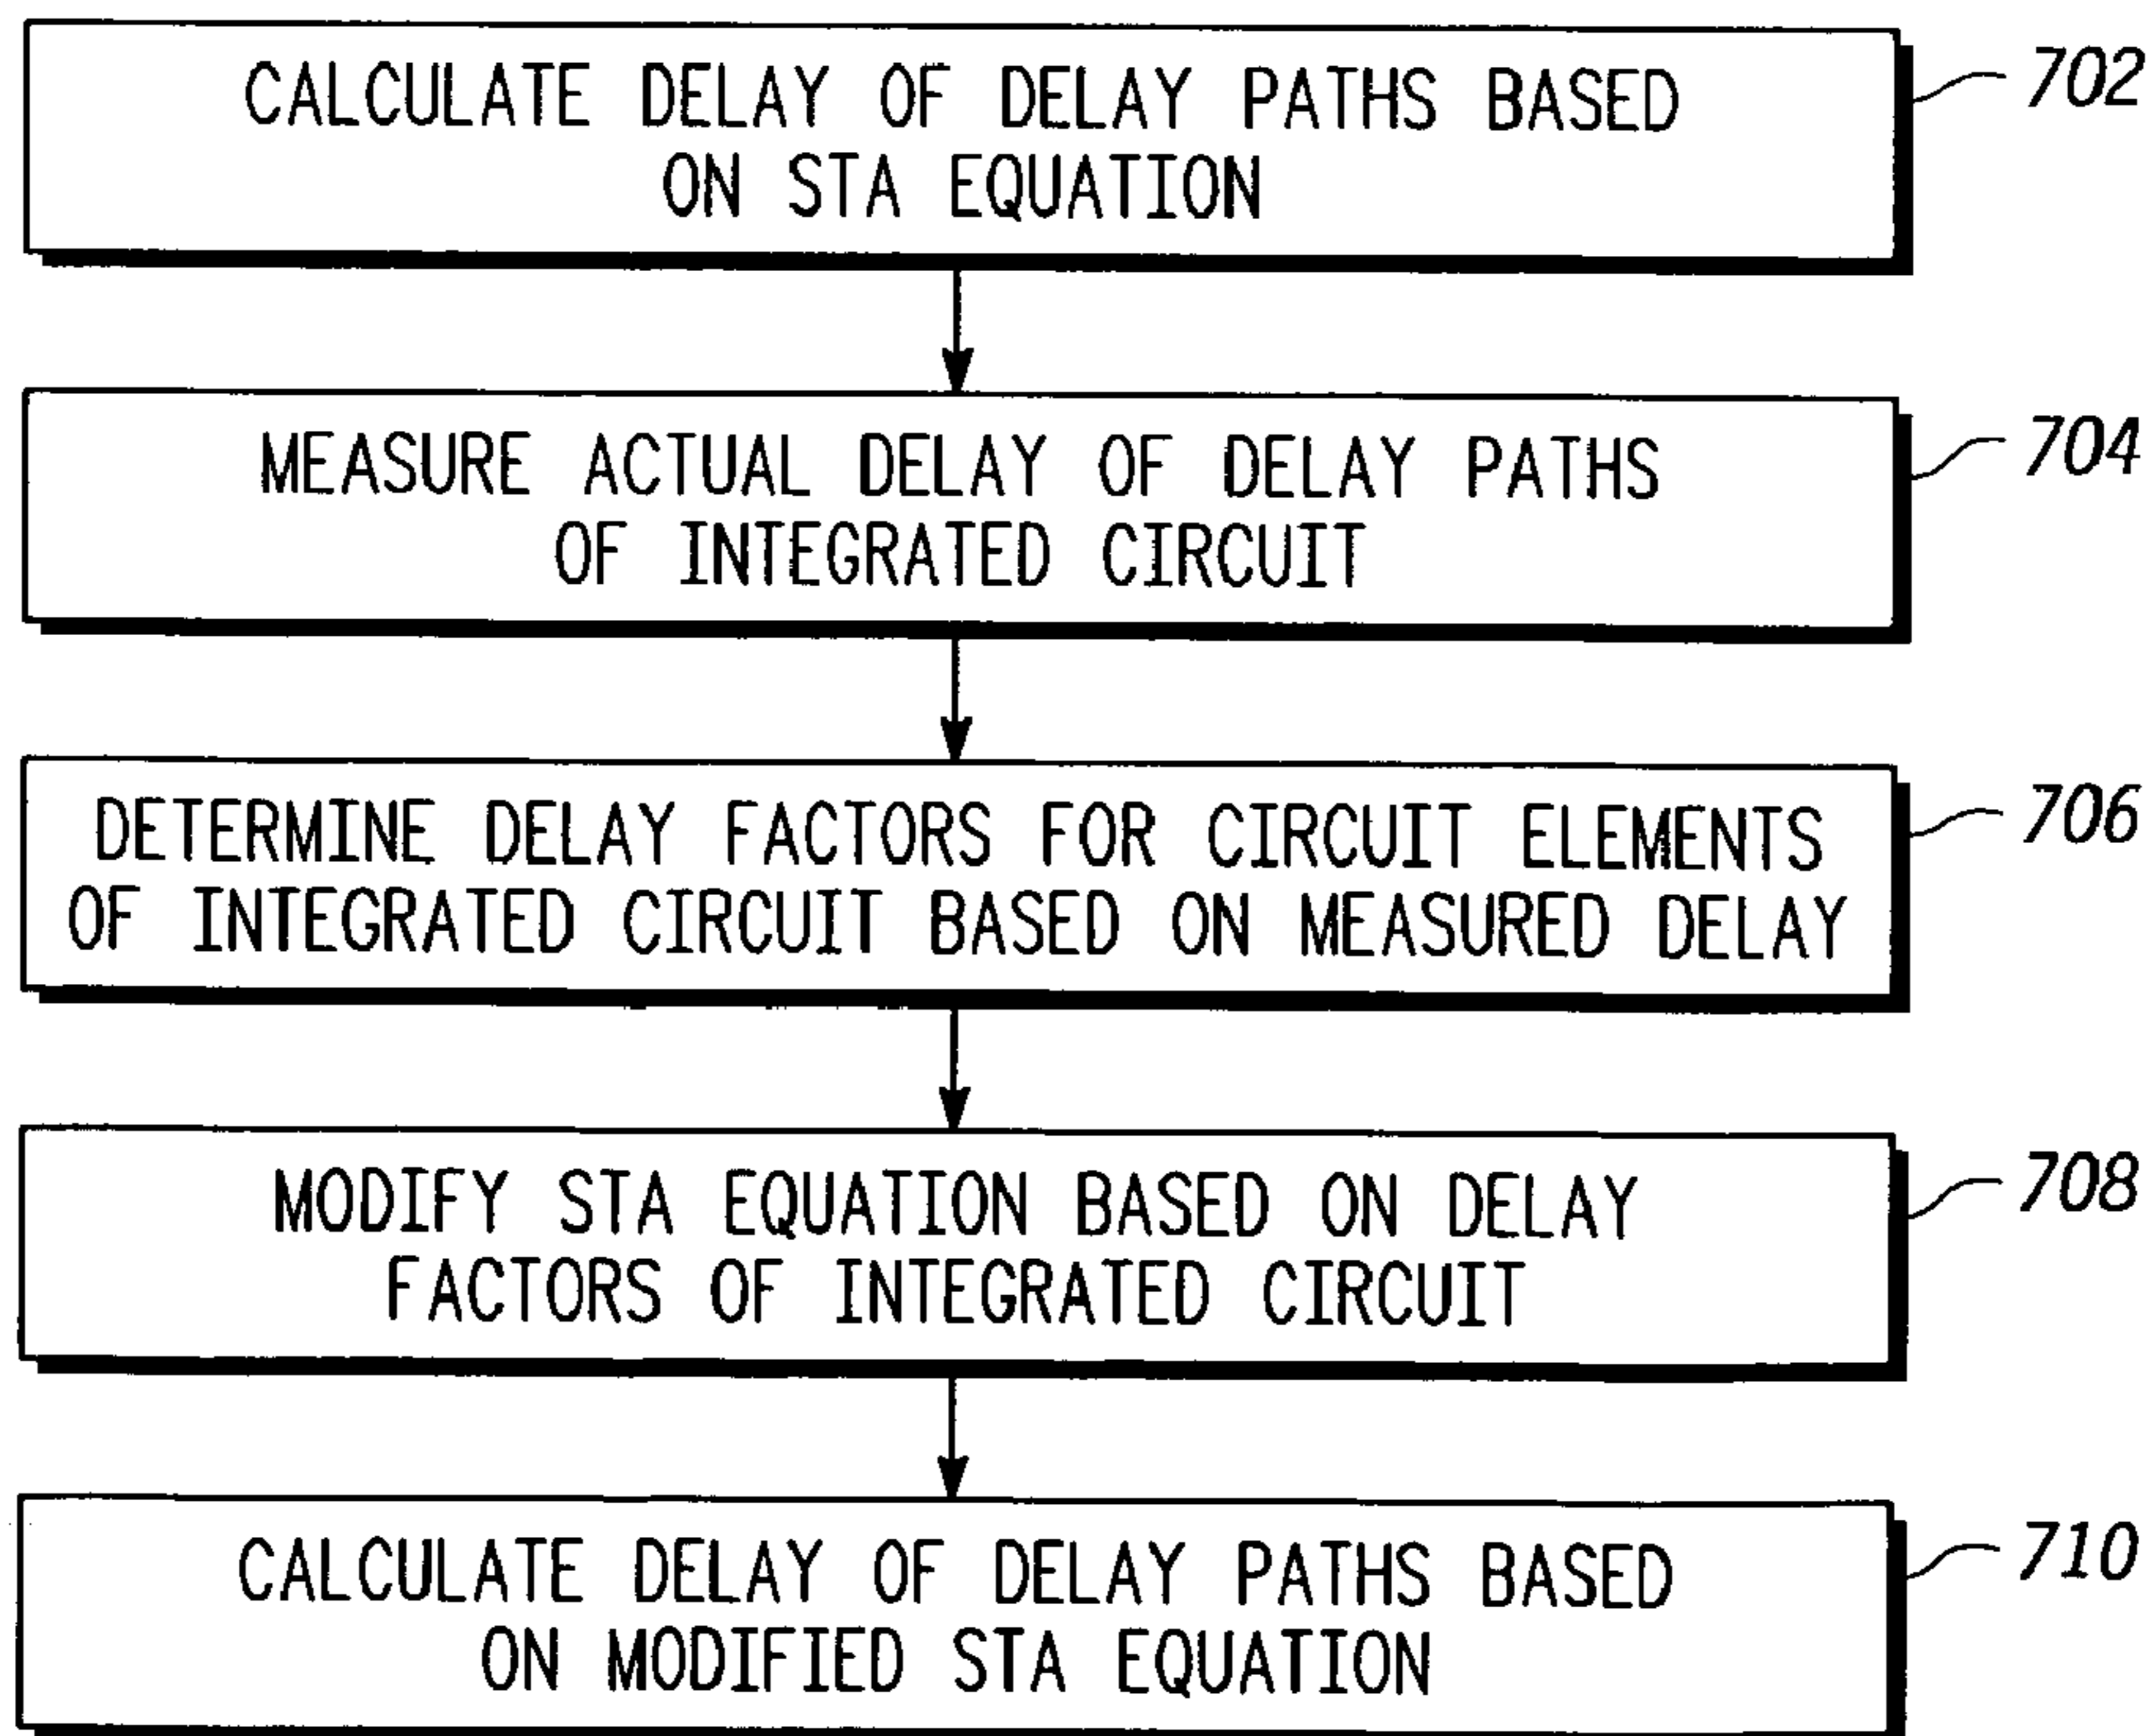 CALCULATE DELAY OF DELAY PATHS BASED
ON STA EQUATION
702
MEASURE ACTUAL DELAY OF DELAY PATHS
OF INTEGRATED CIRCUIT
704
DETERMINE DELAY FACTORS FOR CIRCUIT ELEMENTS
OF INTEGRATED CIRCUIT BASED ON MEASURED DELAY
706
MODIFY STA EQUATION BASED ON DELAY
FACTORS OF INTEGRATED CIRCUIT
708
CALCULATE DELAY OF DELAY PATHS BASED
ON MODIFIED STA EQUATION
710